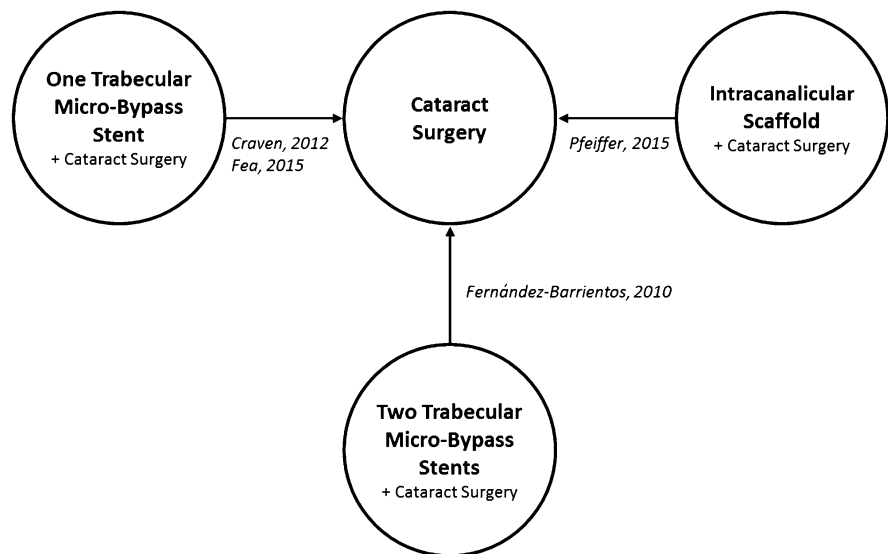 One Trabecular
Micro-Bypass
Stent
+ Cataract Surgery
Craven, 2012
Fea, 2015
Cataract
Surgery
Pfeiffer, 2015
Intracanalicular
Scaffold
+ Cataract Surgery
Fernández-Barrientos, 2010
Two Trabecular
Micro-Bypass
Stents
+ Cataract Surgery